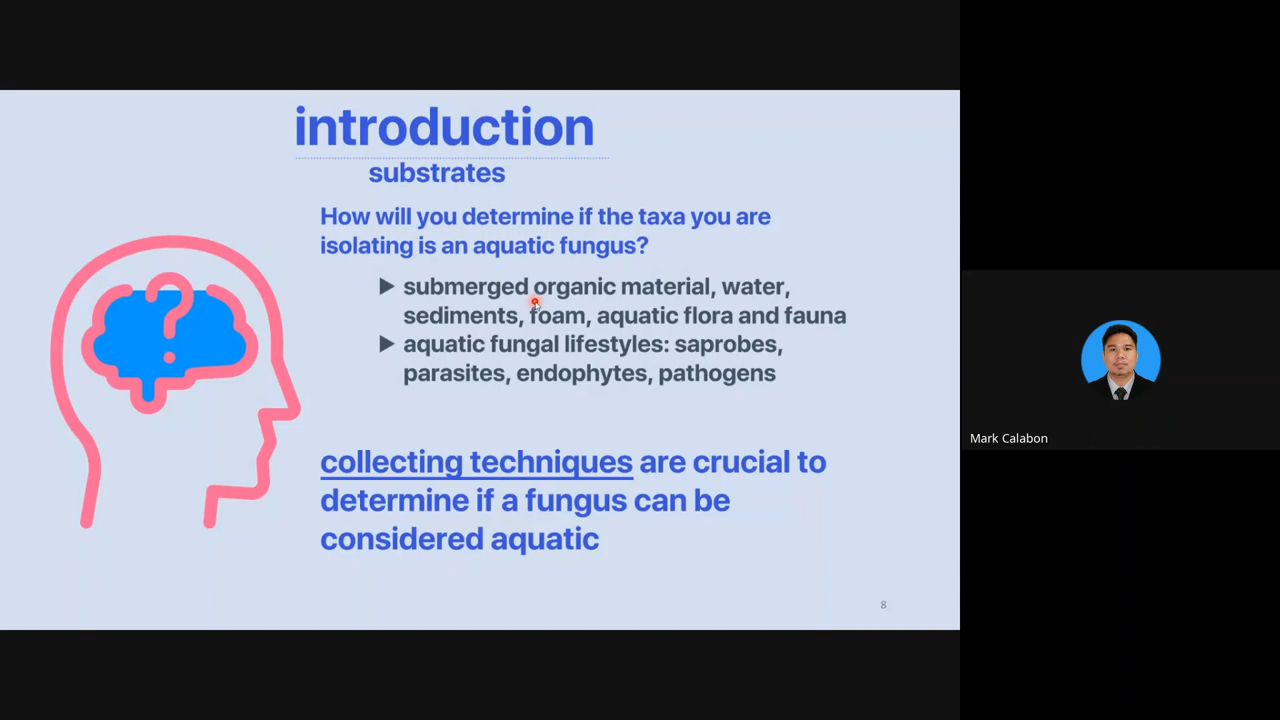 introduction
substrates
How will you determine if the taxa you are
isolating is an aquatic fungus?
▶ submerged organic material, water,
sediments, foam, aquatic flora and fauna
▶ aquatic fungal lifestyles: saprobes,
parasites, endophytes, pathogens
collecting techniques are crucial to
determine if a fungus can be
considered aquatic
8
Mark Calabon